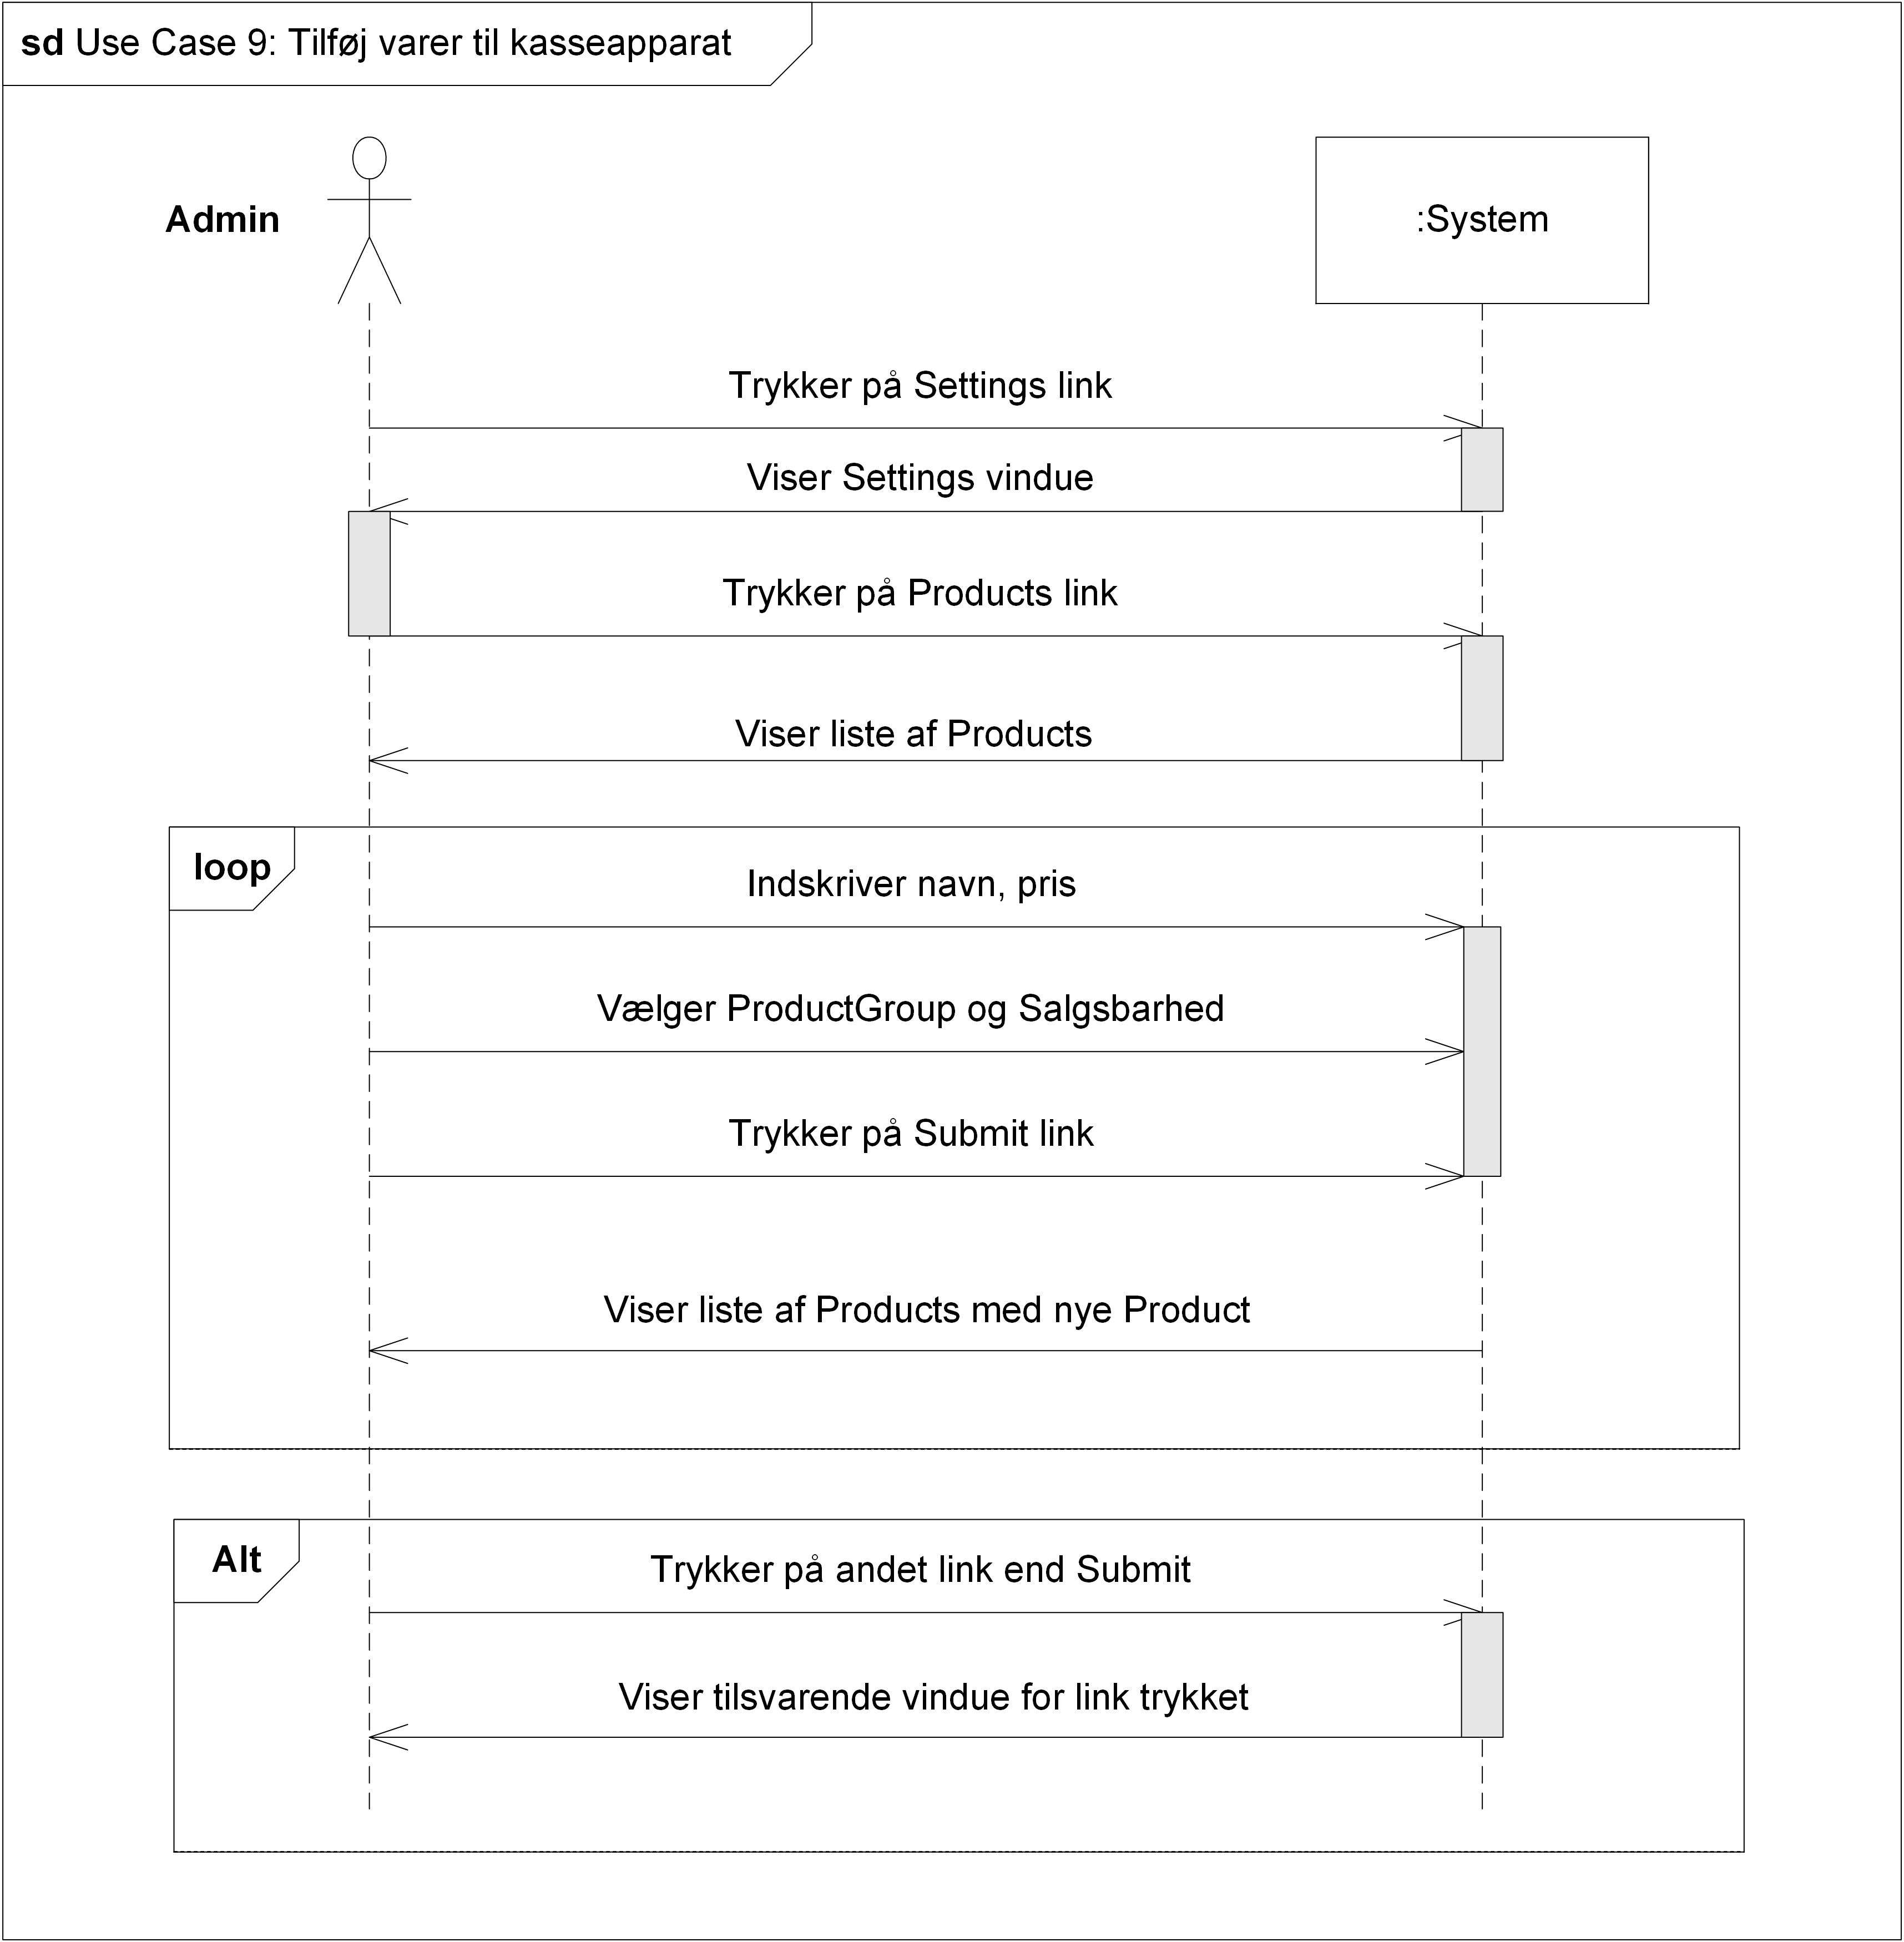 sd Use Case 9: Tilføj varer til kasseapparat
Admin
:System
Trykker på Settings link
Viser Settings vindue
Trykker på Products link
Viser liste af Products
loop
Indskriver navn, pris
Vælger ProductGroup og Salgsbarhed
Trykker på Submit link
Viser liste af Products med nye Product
Alt
Trykker på andet link end Submit
Viser tilsvarende vindue for link trykket